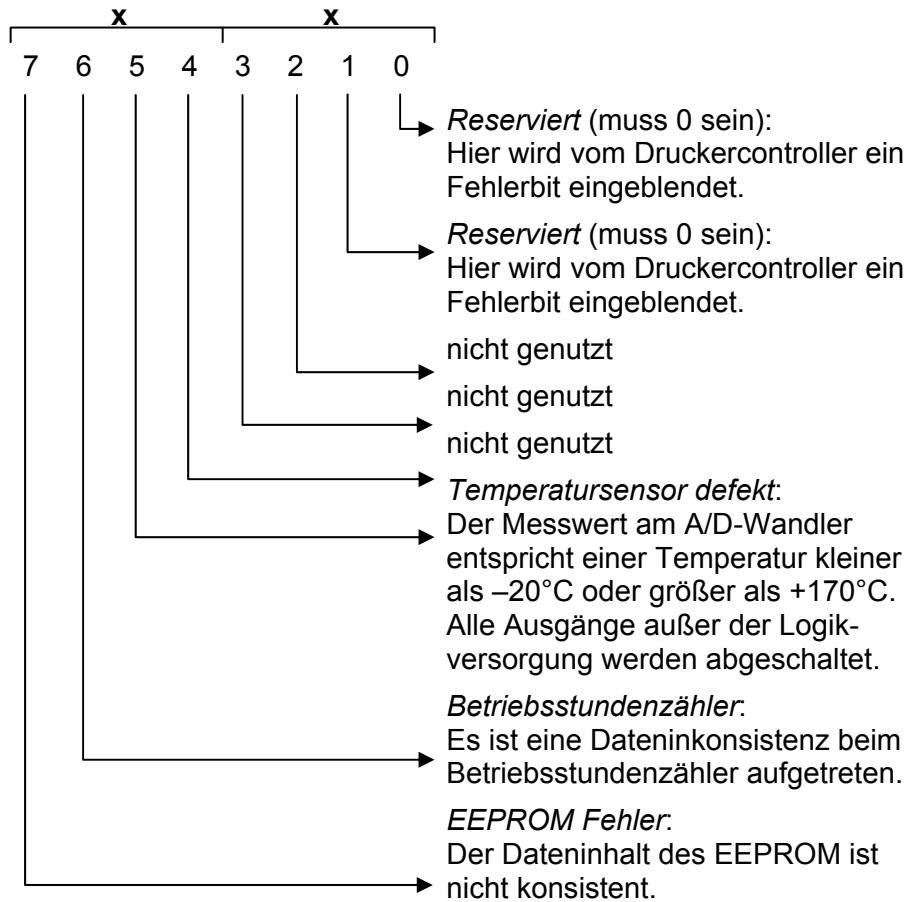 x x
7 6 5 4 3 2 1 0
Reserviert (muss 0 sein):
Hier wird vom Druckercontroller ein
Fehlerbit eingeblendet.
Reserviert (muss 0 sein):
Hier wird vom Druckercontroller ein
Fehlerbit eingeblendet.
nicht genutzt
nicht genutzt
nicht genutzt
Temperatursensor defekt:
Der Messwert am A/D-Wandler
entspricht einer Temperatur kleiner
als –20°C oder größer als +170°C.
Alle Ausgänge außer der Logik-
versorgung werden abgeschaltet.
Betriebsstundenzähler:
Es ist eine Dateninkonsistenz beim
Betriebsstundenzähler aufgetreten.
EEPROM Fehler:
Der Dateninhalt des EEPROM ist
nicht konsistent.